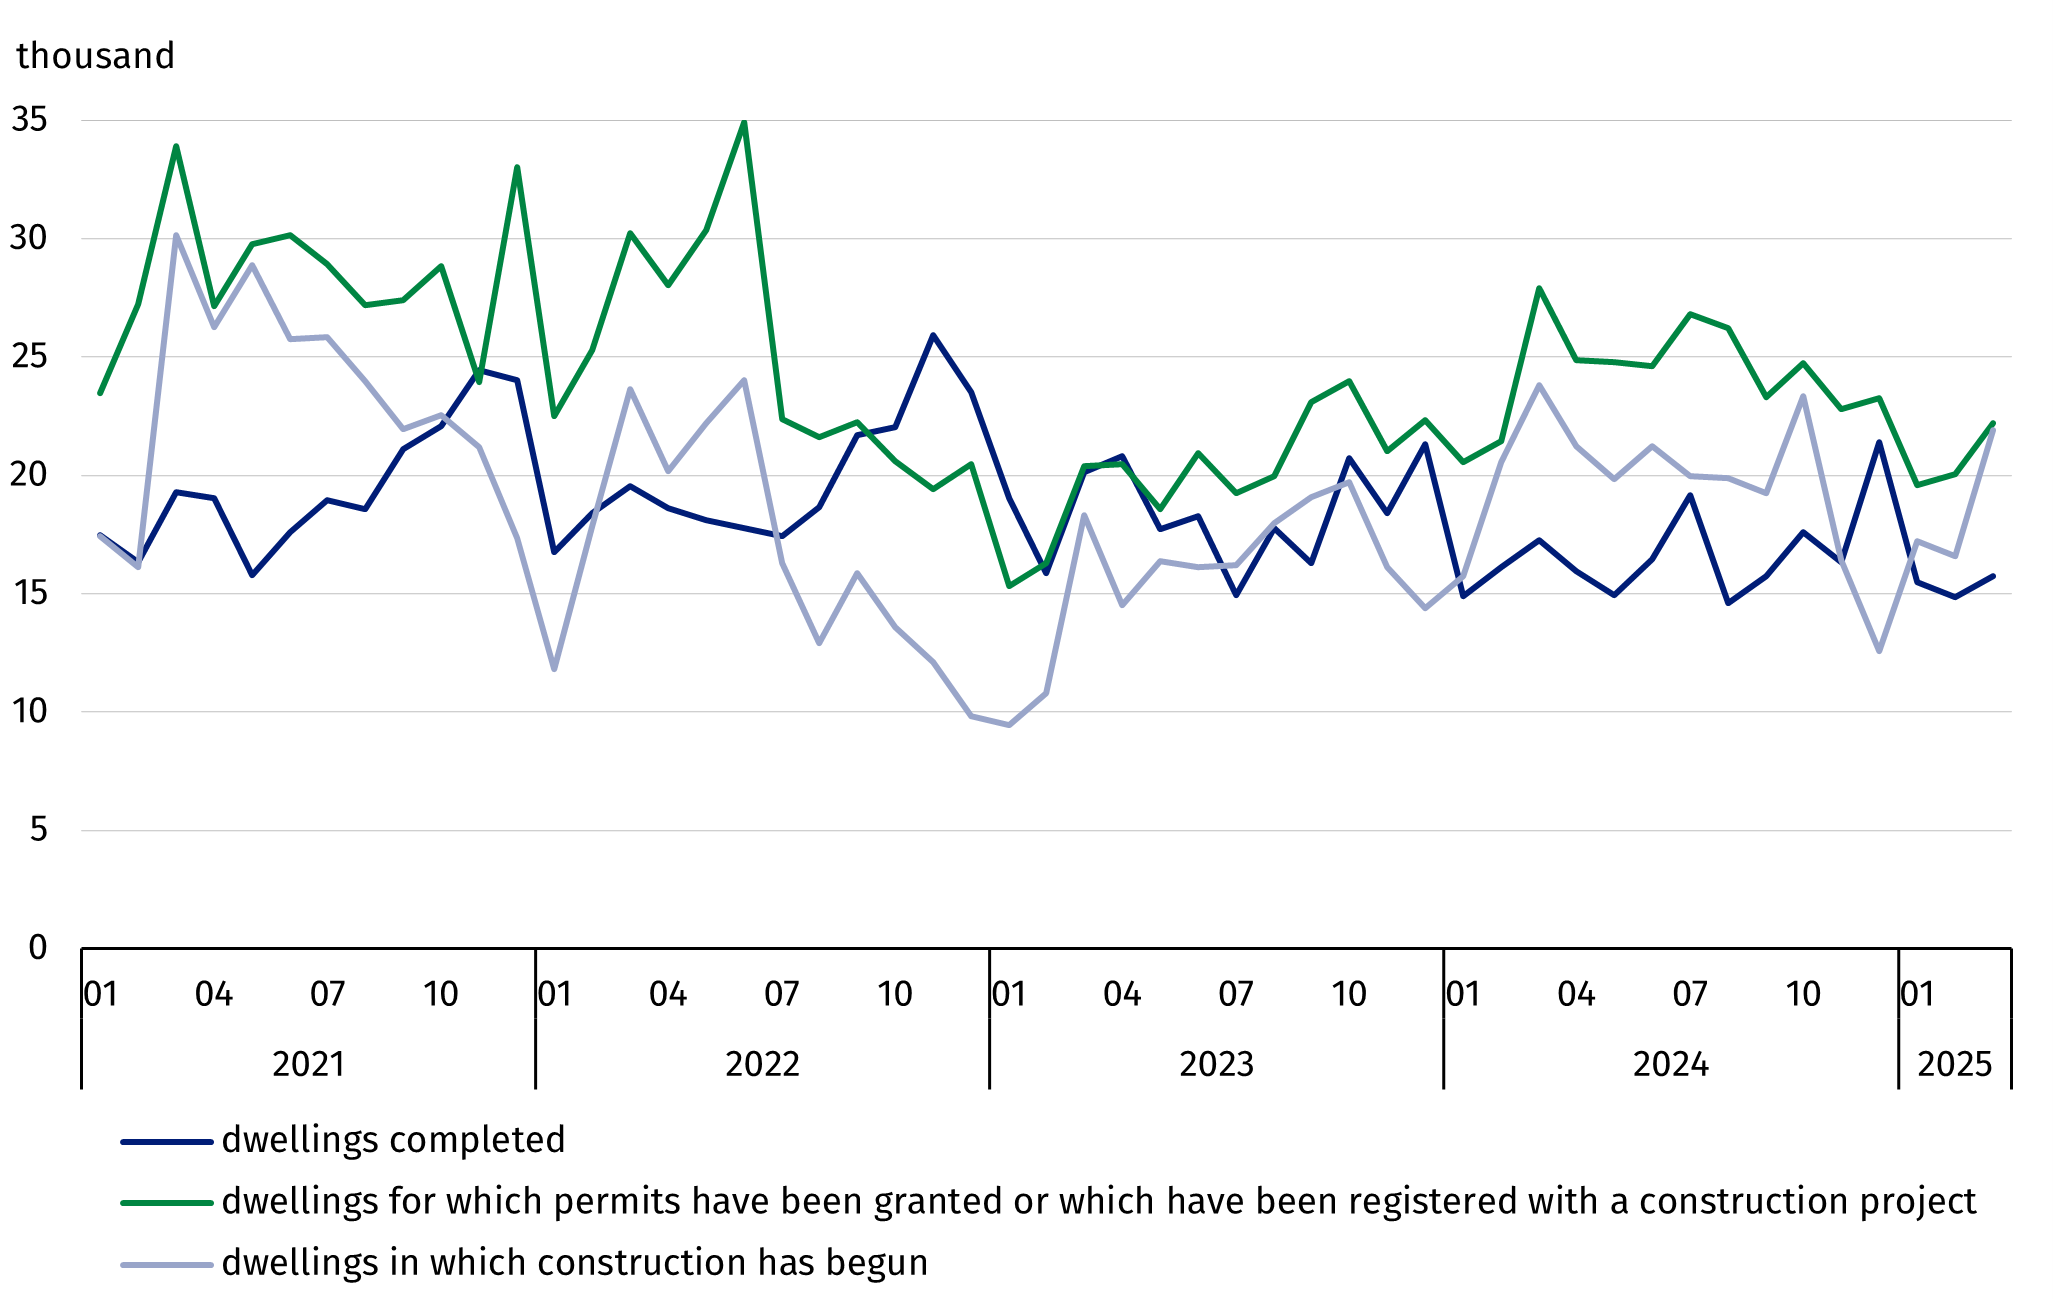 thousand
35
30
25
20
15
10
5
0
01 04 07 10 01 04 07 10 01 04 07 10 01 04 07 10 01
2021 2022 2023 2024 2025
dwellings completed
dwellings for which permits have been granted or which have been registered with a construction project
dwellings in which construction has begun